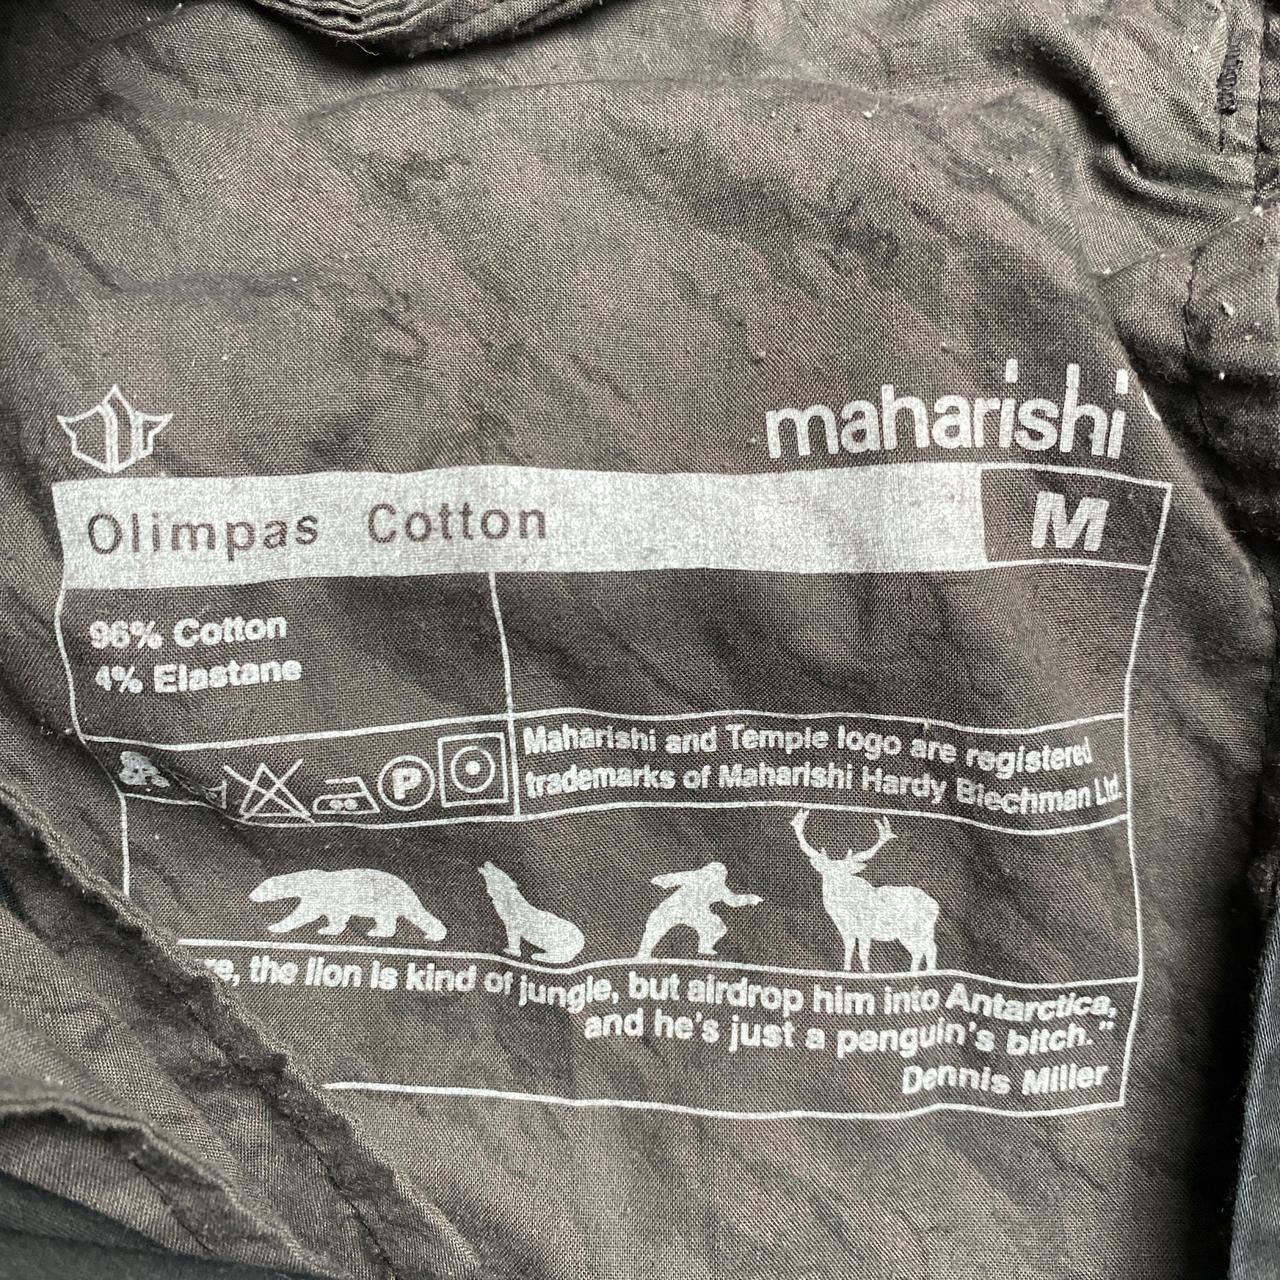 maharishi
Olimpas Cotton
M
96% Cotton
4% Elastane
P
Maharishi and Temple logo are registered
trademarks of Maharishi Hardy Blechman Ltd.
the lion is kind of jungle, but airdrop him into Antarctica,
and he's just a penguin's bitch."
Dennis Miller